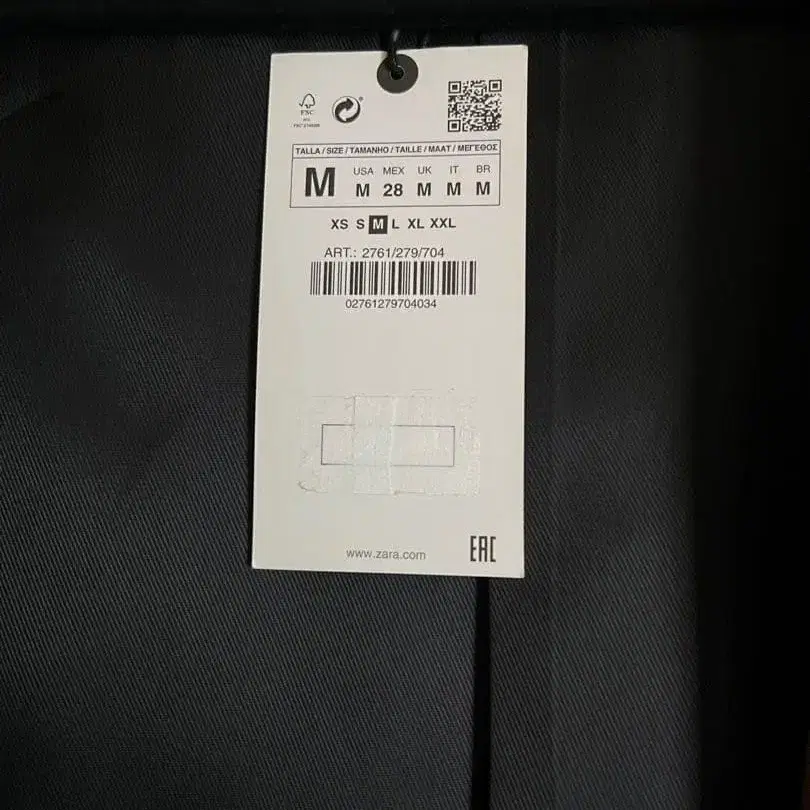 FSC
TALLA / SIZE / TAMANHO / TAILLE / MAAT / ΜΕΓΕΘΟΣ
M USA MEX UK IT BR
M 28 M M M
XS S M L XL XXL
ART.: 2761/279/704
02761279704034
www.zara.com EAC